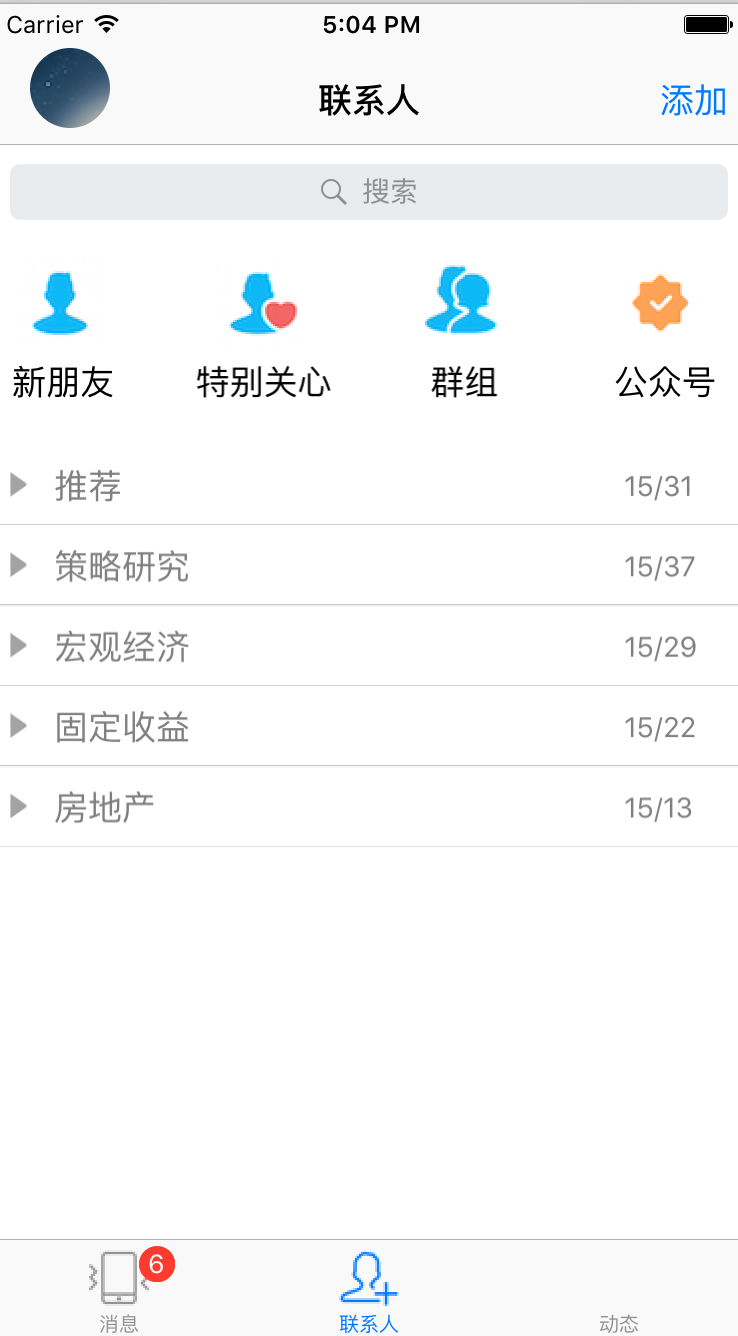 Carrier 5:04 PM
联系人 添加
搜索
新朋友 特别关心 群组 公众号
推荐 15/31
策略研究 15/37
宏观经济 15/29
固定收益 15/22
房地产 15/13
6
消息 联系人 动态